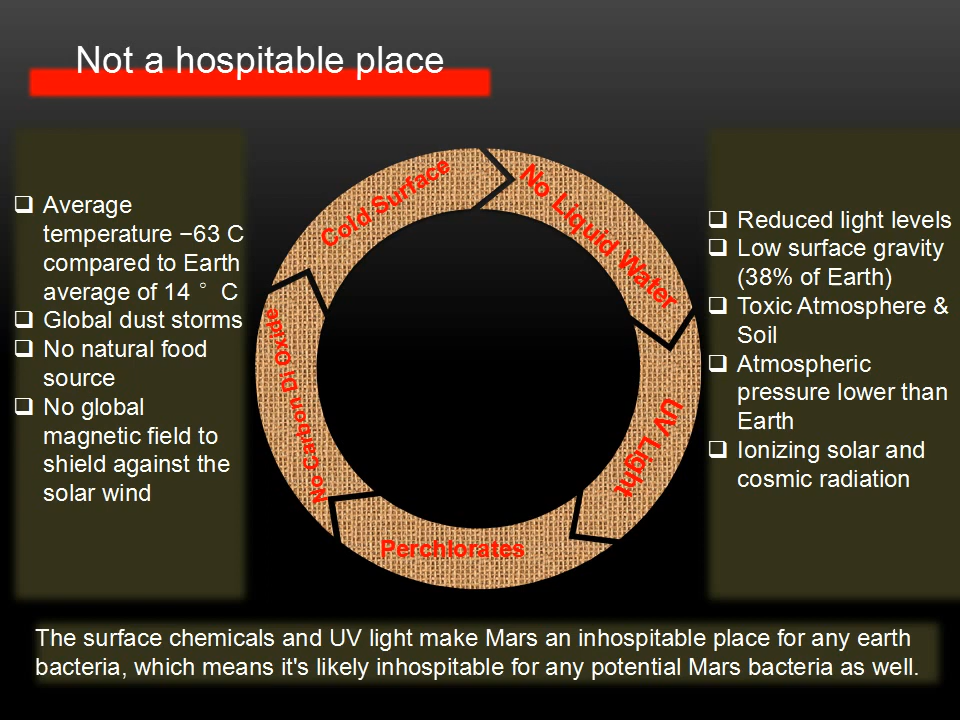 Not a hospitable place
❑ Average
temperature −63 C
compared to Earth
average of 14 ° C
❑ Global dust storms
❑ No natural food
source
❑ No global
magnetic field to
shield against the
solar wind
Cold Surface
No Liquid Water
UV Light
Perchlorates
No Carbon Di Oxide
❑ Reduced light levels
❑ Low surface gravity
(38% of Earth)
❑ Toxic Atmosphere &
Soil
❑ Atmospheric
pressure lower than
Earth
❑ Ionizing solar and
cosmic radiation
The surface chemicals and UV light make Mars an inhospitable place for any earth
bacteria, which means it's likely inhospitable for any potential Mars bacteria as well.